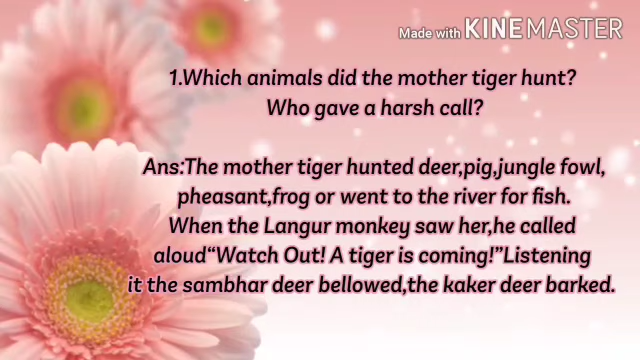 Made with KINEMASTER
1.Which animals did the mother tiger hunt?
Who gave a harsh call?
Ans:The mother tiger hunted deer,pig,jungle fowl,
pheasant,frog or went to the river for fish.
When the Langur monkey saw her,he called
aloud“Watch Out! A tiger is coming!”Listening
it the sambhar deer bellowed,the kaker deer barked.